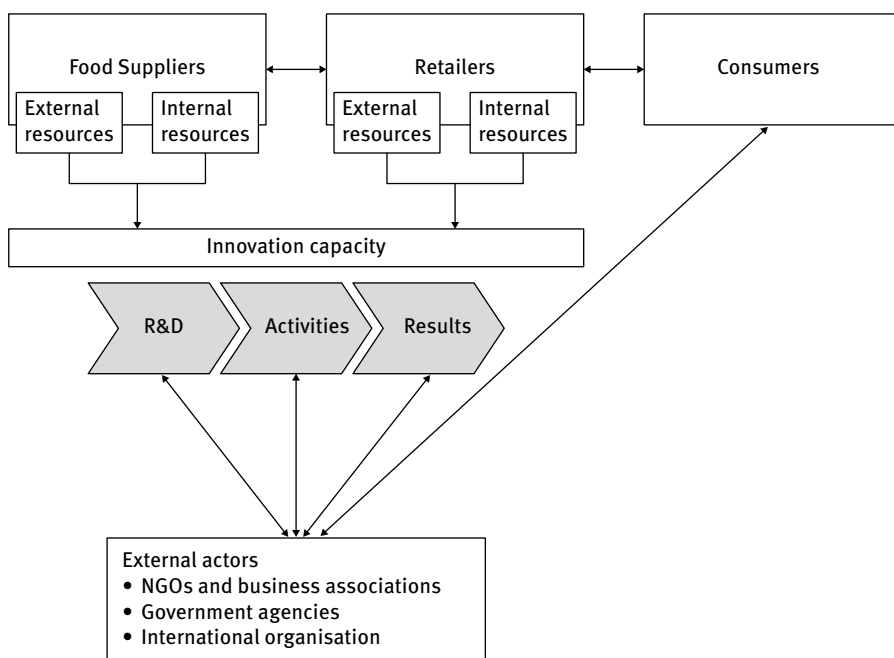 Food Suppliers
Retailers
Consumers
External
resources
Internal
resources
External
resources
Internal
resources
Innovation capacity
R&D
Activities
Results
External actors
• NGOs and business associations
• Government agencies
• International organisation